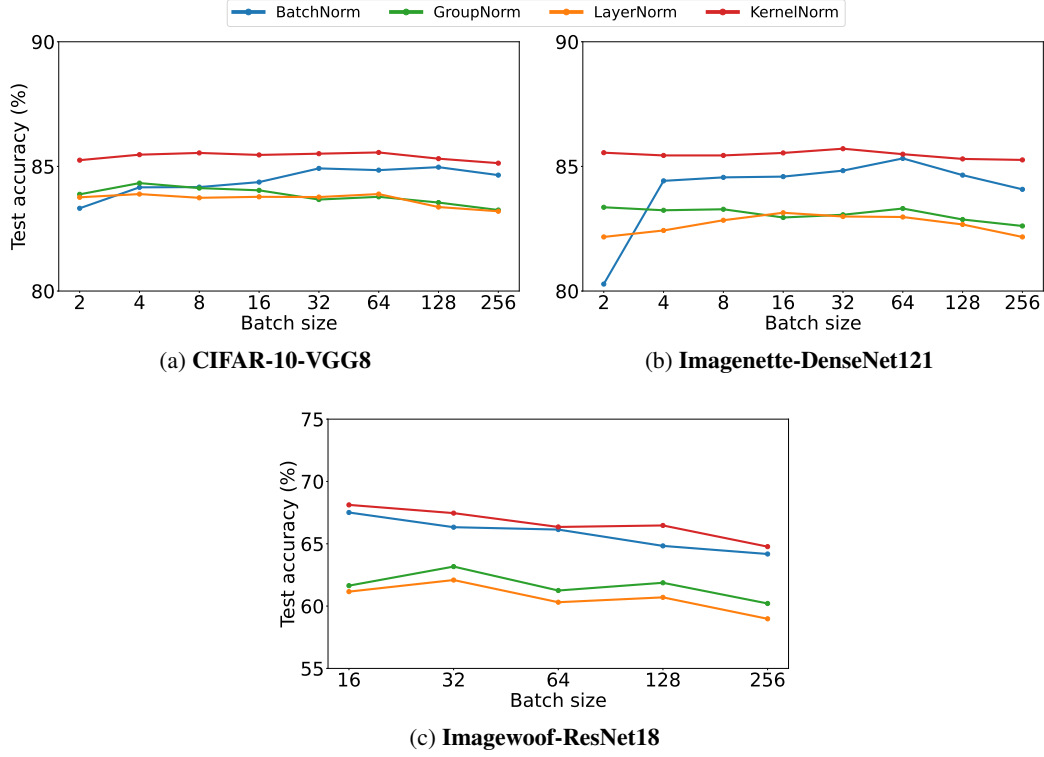 BatchNorm GroupNorm LayerNorm KernelNorm
90
85
80
Test accuracy (%)
2 4 8 16 32 64 128 256
Batch size
(a) CIFAR-10-VGG8
90
85
80
2 4 8 16 32 64 128 256
Batch size
(b) Imagenette-DenseNet121
75
70
65
60
55
Test accuracy (%)
16 32 64 128 256
Batch size
(c) Imagewoof-ResNet18